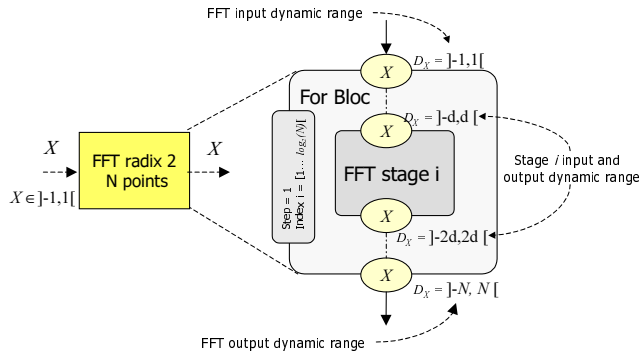 FFT input dynamic range
D_X = ]-1,1[
X
For Bloc
D_X = ]-d,d [
X
X
X
FFT radix 2
N points
X ∈ ]-1,1[
Step = 1
Index i = [1... log₂(N)[
FFT stage i
Stage i input and
output dynamic range
X
D_X = ]-2d,2d [
X
D_X = ]-N, N [
FFT output dynamic range